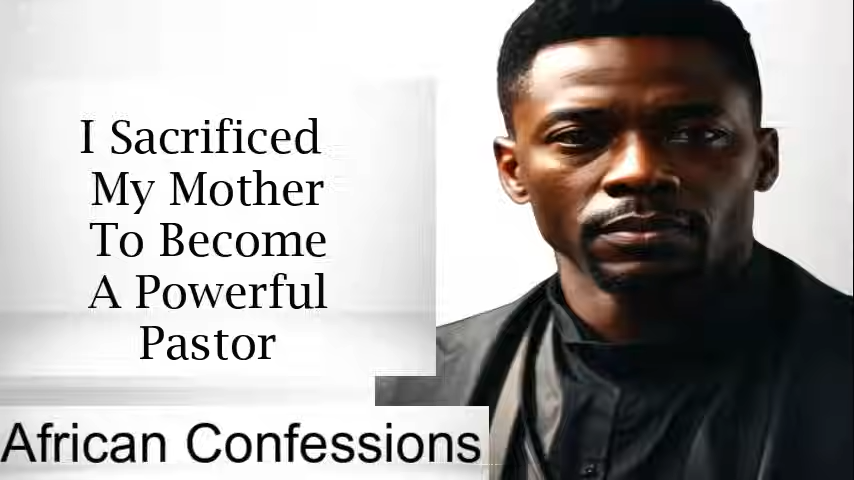 I Sacrificed
My Mother
To Become
A Powerful
Pastor
African Confessions